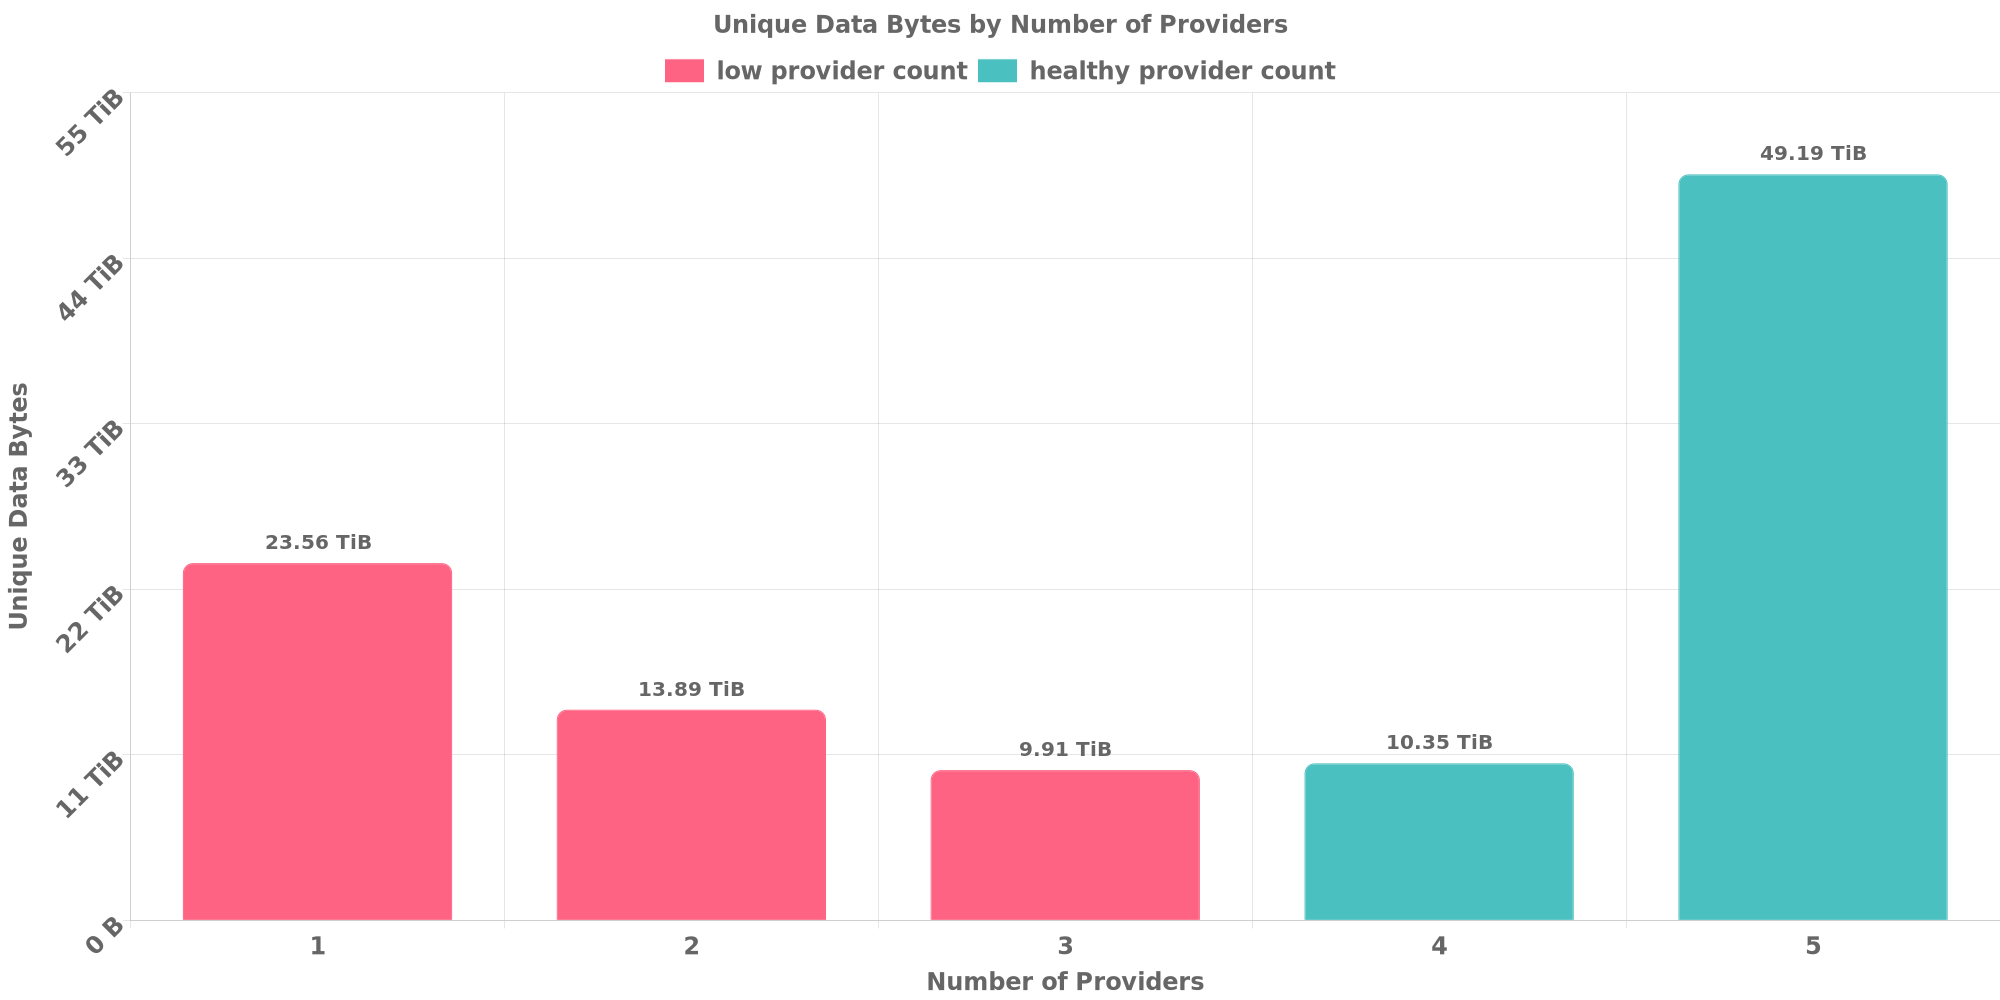 Unique Data Bytes by Number of Providers
low provider count healthy provider count
55 TiB
44 TiB
33 TiB
22 TiB
11 TiB
0 B
Unique Data Bytes
23.56 TiB
13.89 TiB
9.91 TiB
10.35 TiB
49.19 TiB
1 2 3 4 5
Number of Providers